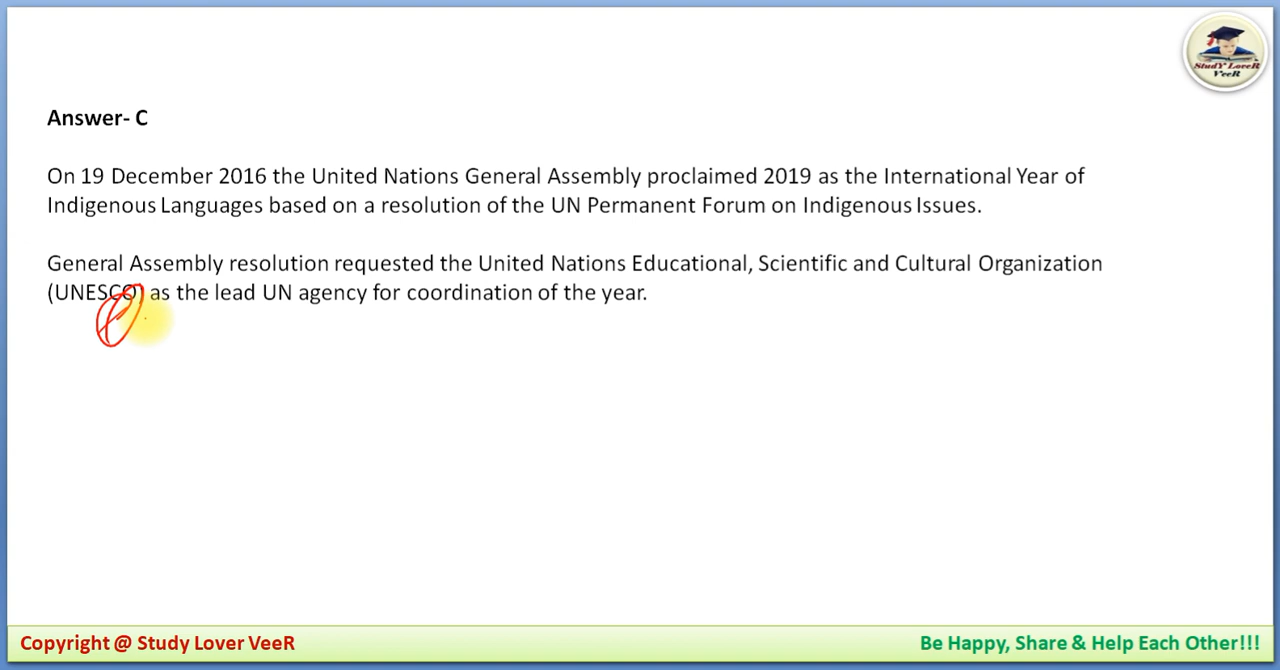 StudY LoveR
VeeR
Answer- C
On 19 December 2016 the United Nations General Assembly proclaimed 2019 as the International Year of
Indigenous Languages based on a resolution of the UN Permanent Forum on Indigenous Issues.
General Assembly resolution requested the United Nations Educational, Scientific and Cultural Organization
(UNESCO) as the lead UN agency for coordination of the year.
Copyright @ Study Lover VeeR
Be Happy, Share & Help Each Other!!!